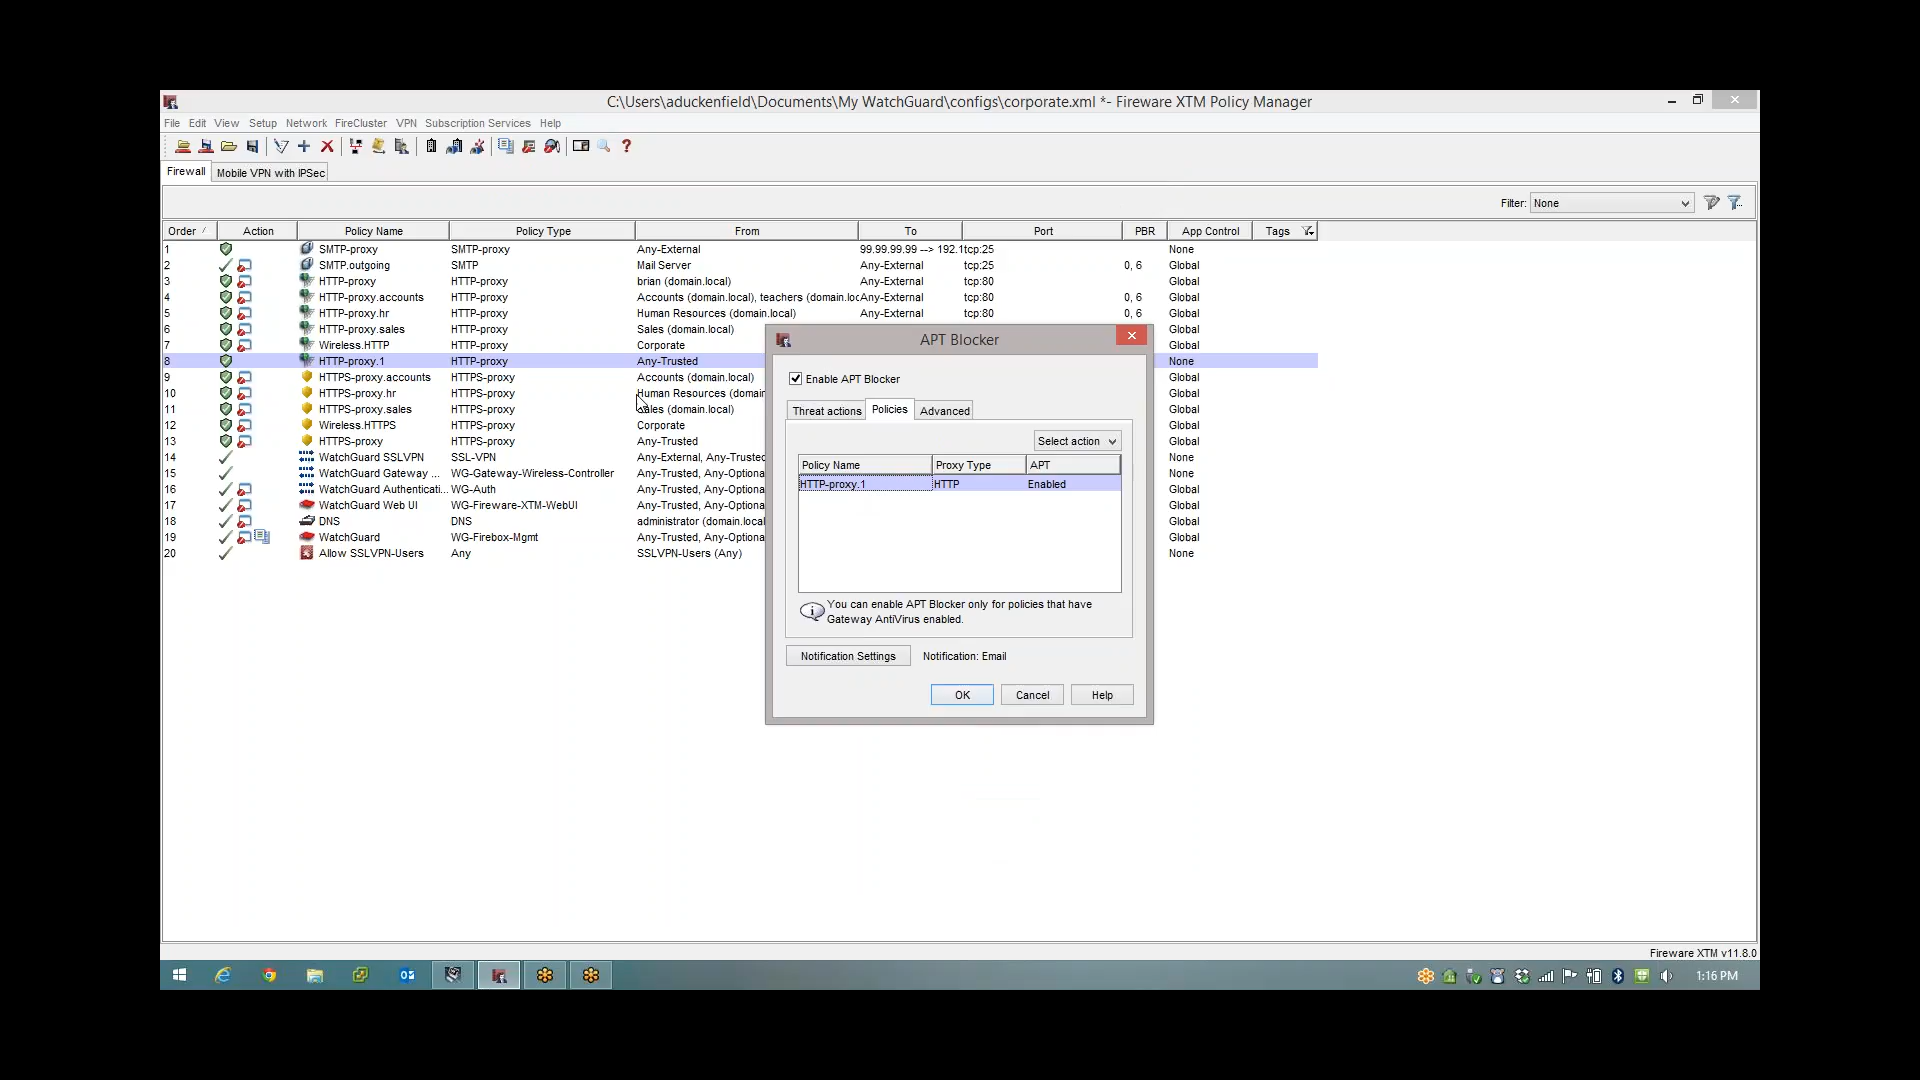 C:\Users\aduckenfield\Documents\My WatchGuard\configs\corporate.xml *- Fireware XTM Policy Manager
File Edit View Setup Network FireCluster VPN Subscription Services Help
Firewall Mobile VPN with IPSec
Filter: None
Order Action Policy Name Policy Type From To Port PBR App Control Tags
1 SMTP-proxy SMTP-proxy Any-External 99.99.99.99 --> 192.1 tcp:25 None
2 SMTP.outgoing SMTP Mail Server Any-External tcp:25 0, 6 Global
3 HTTP-proxy HTTP-proxy brian (domain.local) Any-External tcp:80 Global
4 HTTP-proxy.accounts HTTP-proxy Accounts (domain.local), teachers (domain.loc Any-External tcp:80 0, 6 Global
5 HTTP-proxy.hr HTTP-proxy Human Resources (domain.local) Any-External tcp:80 0, 6 Global
6 HTTP-proxy.sales HTTP-proxy Sales (domain.local) Global
7 Wireless.HTTP HTTP-proxy Corporate Global
8 HTTP-proxy.1 HTTP-proxy Any-Trusted None
9 HTTPS-proxy.accounts HTTPS-proxy Accounts (domain.local) Global
10 HTTPS-proxy.hr HTTPS-proxy Human Resources (domain Global
11 HTTPS-proxy.sales HTTPS-proxy Sales (domain.local) Global
12 Wireless.HTTPS HTTPS-proxy Corporate Global
13 HTTPS-proxy HTTPS-proxy Any-Trusted Global
14 WatchGuard SSLVPN SSL-VPN Any-External, Any-Trusted None
15 WatchGuard Gateway ... WG-Gateway-Wireless-Controller Any-Trusted, Any-Optiona None
16 WatchGuard Authenticati... WG-Auth Any-Trusted, Any-Optiona Global
17 WatchGuard Web UI WG-Fireware-XTM-WebUI Any-Trusted, Any-Optiona Global
18 DNS DNS administrator (domain.local Global
19 WatchGuard WG-Firebox-Mgmt Any-Trusted, Any-Optiona Global
20 Allow SSLVPN-Users Any SSLVPN-Users (Any) None
APT Blocker
Enable APT Blocker
Threat actions Policies Advanced
Select action
Policy Name Proxy Type APT
HTTP-proxy.1 HTTP Enabled
You can enable APT Blocker only for policies that have
Gateway AntiVirus enabled.
Notification Settings Notification: Email
OK Cancel Help
Fireware XTM v11.8.0
1:16 PM